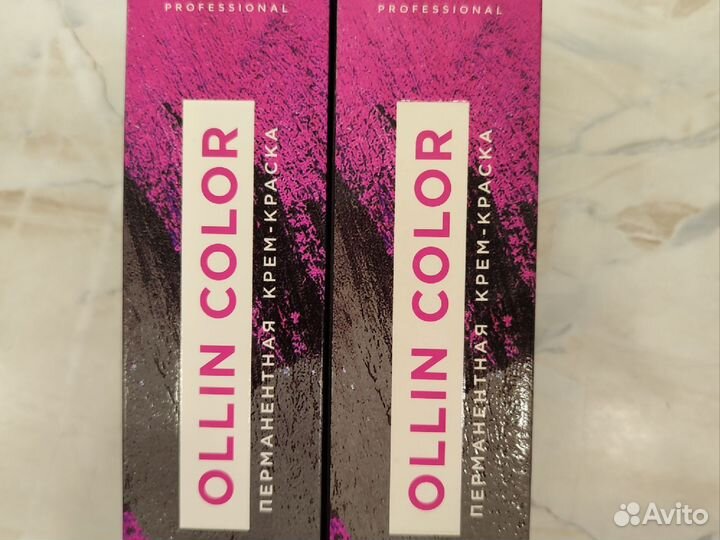 PROFESSIONAL
OLLIN COLOR
ПЕРМАНЕНТНАЯ КРЕМ-КРАСКА
PROFESSIONAL
OLLIN COLOR
ПЕРМАНЕНТНАЯ КРЕМ-КРАСКА
Avito